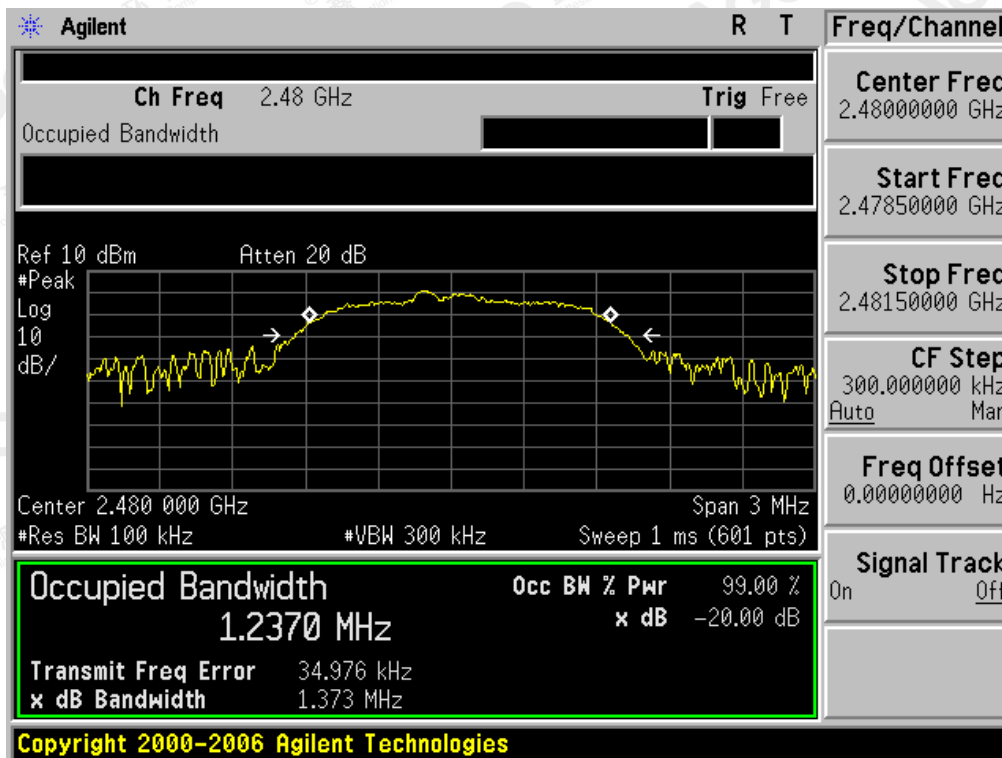 Agilent R T
Ch Freq 2.48 GHz Trig Free
Occupied Bandwidth
Ref 10 dBm Atten 20 dB
#Peak
Log
10
dB/
Center 2.480 000 GHz Span 3 MHz
#Res BW 100 kHz #VBW 300 kHz Sweep 1 ms (601 pts)
Occupied Bandwidth Occ BW % Pwr 99.00 %
1.2370 MHz x dB -20.00 dB
Transmit Freq Error 34.976 kHz
x dB Bandwidth 1.373 MHz
Copyright 2000-2006 Agilent Technologies
Freq/Channel
Center Freq
2.48000000 GHz
Start Freq
2.47850000 GHz
Stop Freq
2.48150000 GHz
CF Step
300.000000 kHz
Auto Man
Freq Offset
0.00000000 Hz
Signal Track
On Off